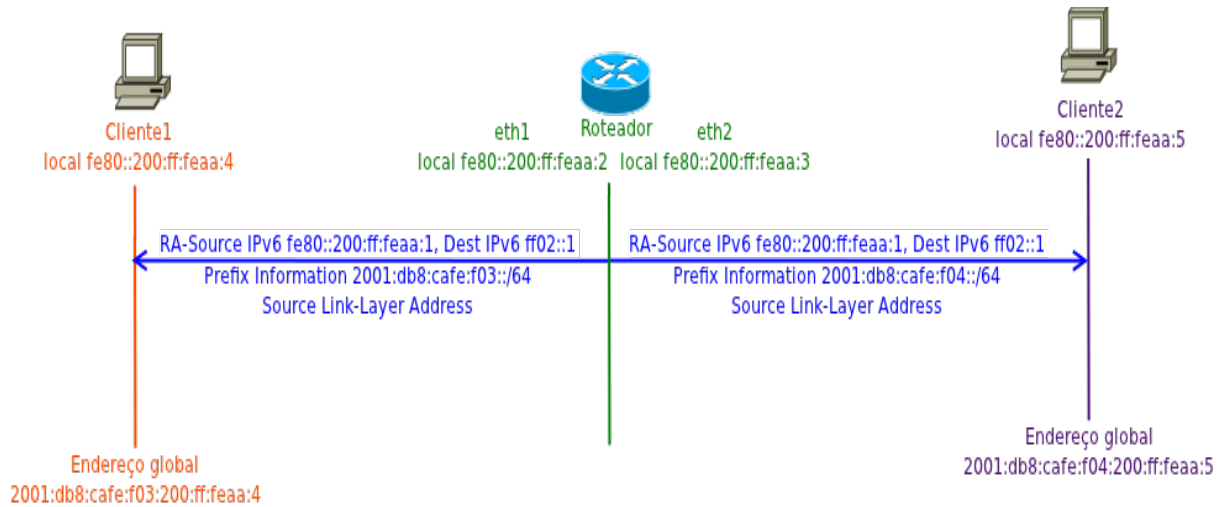 Cliente1
local fe80::200:ff:feaa:4
eth1
Roteador
eth2
local fe80::200:ff:feaa:2
local fe80::200:ff:feaa:3
Cliente2
local fe80::200:ff:feaa:5
RA-Source IPv6 fe80::200:ff:feaa:1, Dest IPv6 ff02::1
Prefix Information 2001:db8:cafe:f03::/64
Source Link-Layer Address
RA-Source IPv6 fe80::200:ff:feaa:1, Dest IPv6 ff02::1
Prefix Information 2001:db8:cafe:f04::/64
Source Link-Layer Address
Endereço global
2001:db8:cafe:f03:200:ff:feaa:4
Endereço global
2001:db8:cafe:f04:200:ff:feaa:5